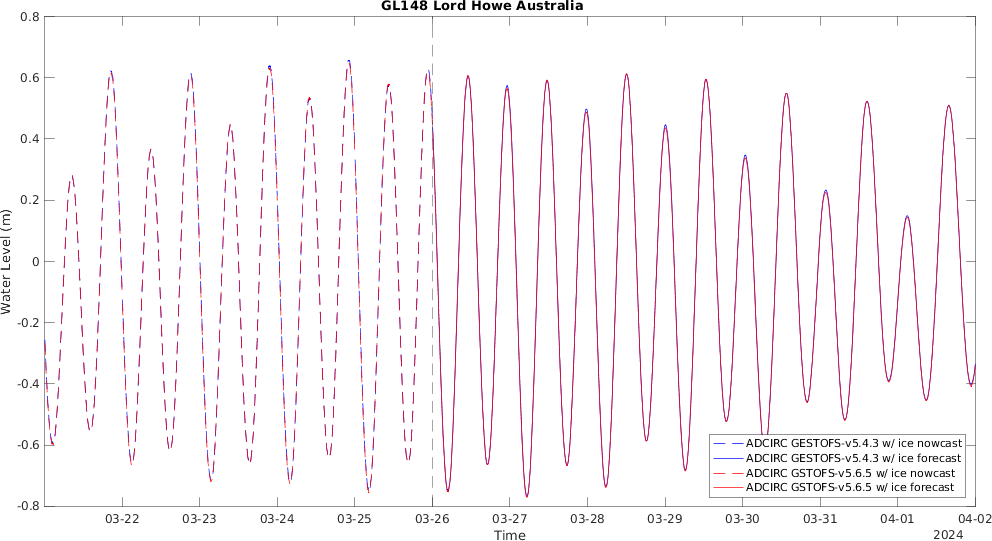 GL148 Lord Howe Australia
Water Level (m)
0.8
0.6
0.4
0.2
0
-0.2
-0.4
-0.6
-0.8
ADCIRC GESTOFS-v5.4.3 w/ ice nowcast
ADCIRC GESTOFS-v5.4.3 w/ ice forecast
ADCIRC GSTOFS-v5.6.5 w/ ice nowcast
ADCIRC GSTOFS-v5.6.5 w/ ice forecast
03-22 03-23 03-24 03-25 03-26 03-27 03-28 03-29 03-30 03-31 04-01 04-02
Time
2024